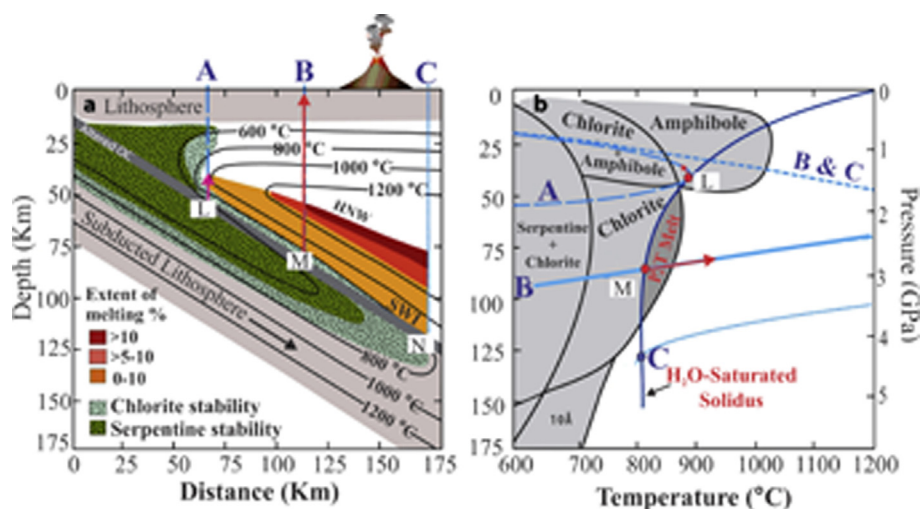 A B C
0 a Lithosphere
25
50
75
100
125
150
175
Depth (Km)
600 °C
800 °C
1000 °C
1200 °C
HNW
L
M
SWI
N
Subducted Lithosphere
800 °C
1000 °C
1200 °C
Extent of
melting %
>10
>5-10
0-10
Chlorite stability
Serpentine stability
0 25 50 75 100 125 150 175
Distance (Km)
0 b 0
25
50
75
100
125
150
175
Depth (Km)
Chlorite
+
Amphibole
Amphibole
B & C
L
A
Chlorite
Serpentine
+
Chlorite
Melt
B
M
C
H₂O-Saturated
Solidus
10Å
1
2
3
4
5
Pressure (GPa)
600 700 800 900 1000 1200
Temperature (°C)